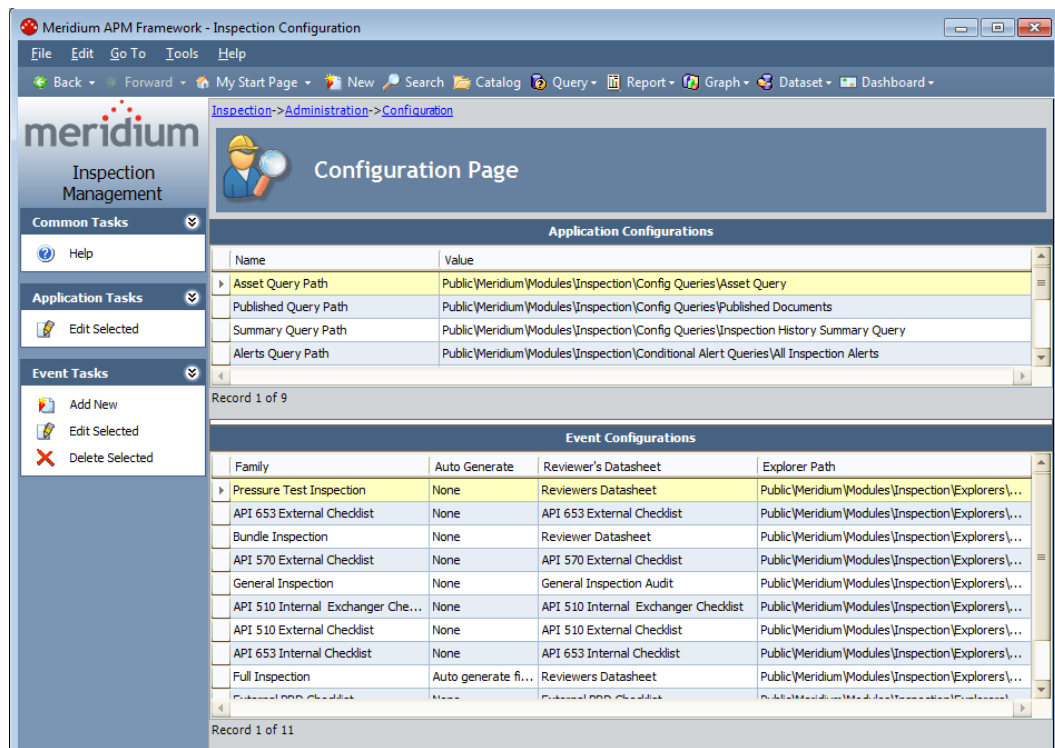 Meridium APM Framework - Inspection Configuration
File Edit Go To Tools Help
Back Forward My Start Page New Search Catalog Query Report Graph Dataset Dashboard
meridium
Inspection
Management
Common Tasks
Help
Application Tasks
Edit Selected
Event Tasks
Add New
Edit Selected
Delete Selected
Inspection->Administration->Configuration
Configuration Page
Application Configurations
Name Value
Asset Query Path Public\Meridium\Modules\Inspection\Config Queries\Asset Query
Published Query Path Public\Meridium\Modules\Inspection\Config Queries\Published Documents
Summary Query Path Public\Meridium\Modules\Inspection\Config Queries\Inspection History Summary Query
Alerts Query Path Public\Meridium\Modules\Inspection\Conditional Alert Queries\All Inspection Alerts
Record 1 of 9
Event Configurations
Family Auto Generate Reviewer's Datasheet Explorer Path
Pressure Test Inspection None Reviewers Datasheet Public\Meridium\Modules\Inspection\Explorers\...
API 653 External Checklist None API 653 External Checklist Public\Meridium\Modules\Inspection\Explorers\...
Bundle Inspection None Reviewer Datasheet Public\Meridium\Modules\Inspection\Explorers\...
API 570 External Checklist None API 570 External Checklist Public\Meridium\Modules\Inspection\Explorers\...
General Inspection None General Inspection Audit Public\Meridium\Modules\Inspection\Explorers\...
API 510 Internal Exchanger Che... None API 510 Internal Exchanger Checklist Public\Meridium\Modules\Inspection\Explorers\...
API 510 External Checklist None API 510 External Checklist Public\Meridium\Modules\Inspection\Explorers\...
API 653 Internal Checklist None API 653 Internal Checklist Public\Meridium\Modules\Inspection\Explorers\...
Full Inspection Auto generate fi... Reviewers Datasheet Public\Meridium\Modules\Inspection\Explorers\...
External PRD Checklist None External PRD Checklist Public\Meridium\Modules\Inspection\Explorers\...
Record 1 of 11